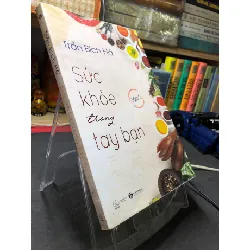 Trần Bích Hà
Sức
khỏe
trong
tay bạn